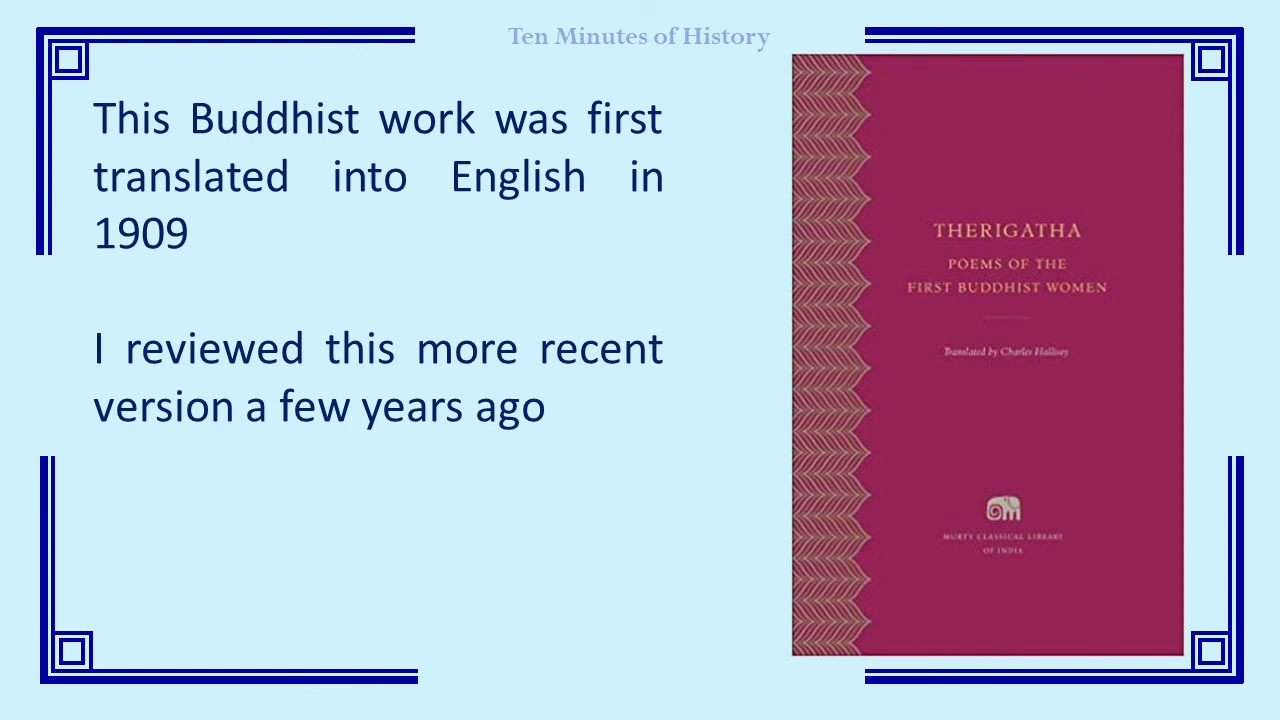 Ten Minutes of History
This Buddhist work was first
translated into English in
1909
I reviewed this more recent
version a few years ago
THERIGATHA
POEMS OF THE
FIRST BUDDHIST WOMEN
Translated by Charles Hallisey
MURTY CLASSICAL LIBRARY
OF INDIA